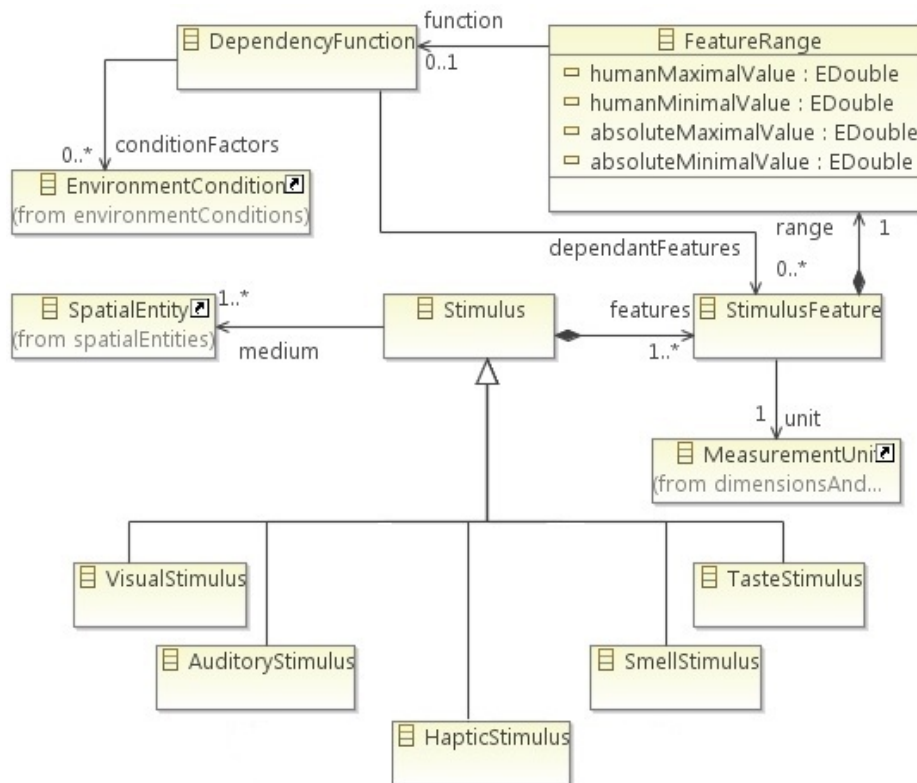 function
DependencyFunction
0..1
FeatureRange
humanMaximalValue : EDouble
humanMinimalValue : EDouble
absoluteMaximalValue : EDouble
absoluteMinimalValue : EDouble
conditionFactors
0..*
EnvironmentCondition
(from environmentConditions)
range
1
dependantFeatures
0..*
SpatialEntity
(from spatialEntities)
1..*
medium
Stimulus
features
1..*
StimulusFeature
1
unit
MeasurementUni
(from dimensionsAnd...
VisualStimulus
TasteStimulus
AuditoryStimulus
SmellStimulus
HapticStimulus